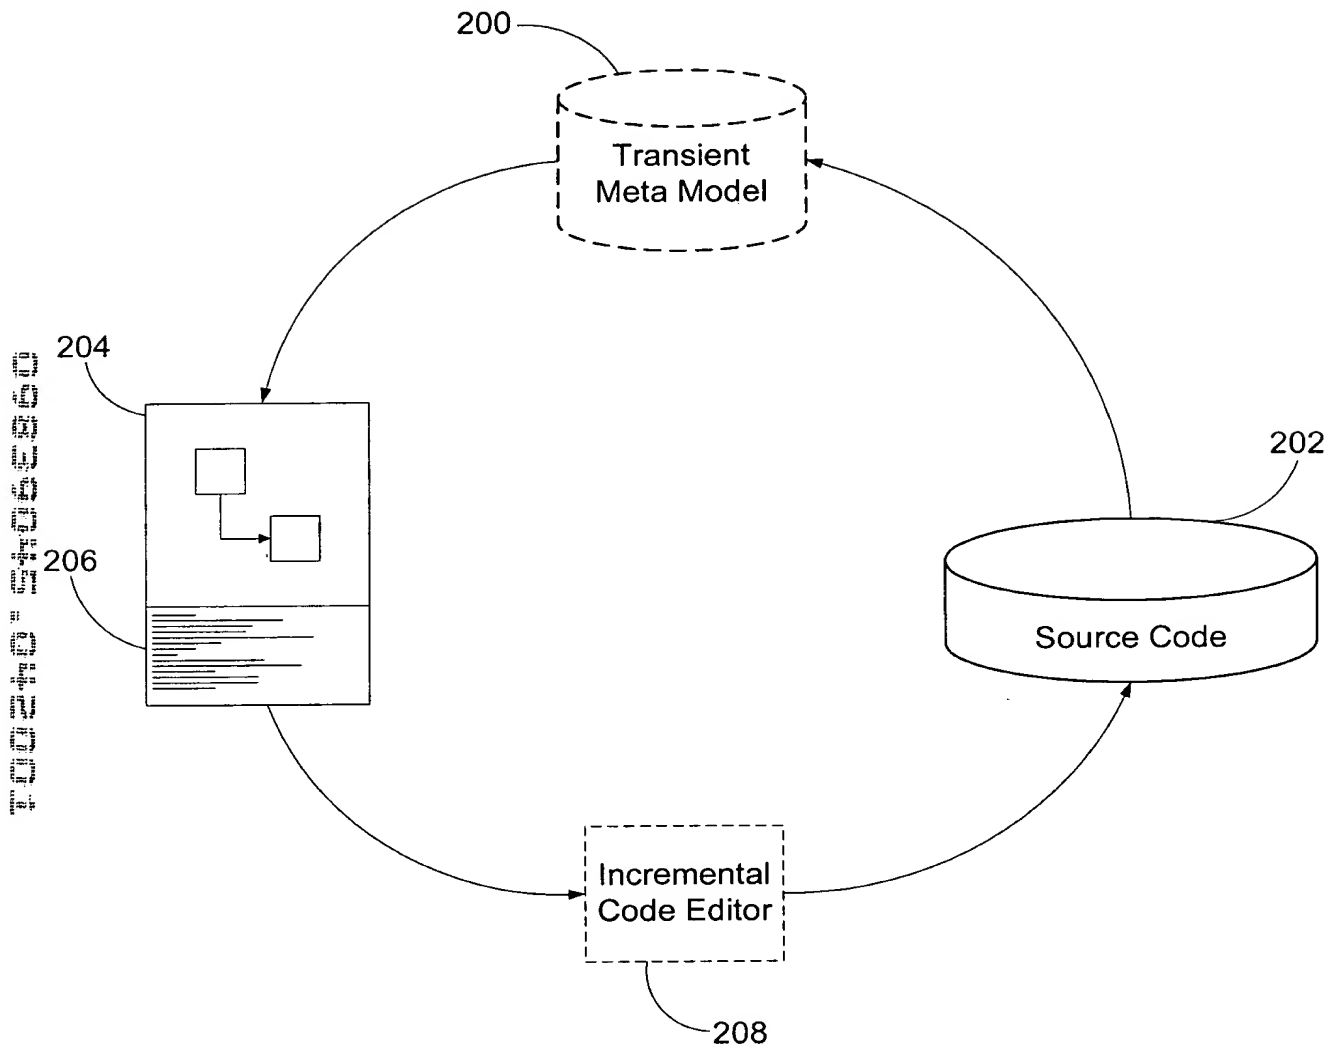 200
Transient
Meta Model
204
202
206
Source Code
Incremental
Code Editor
208